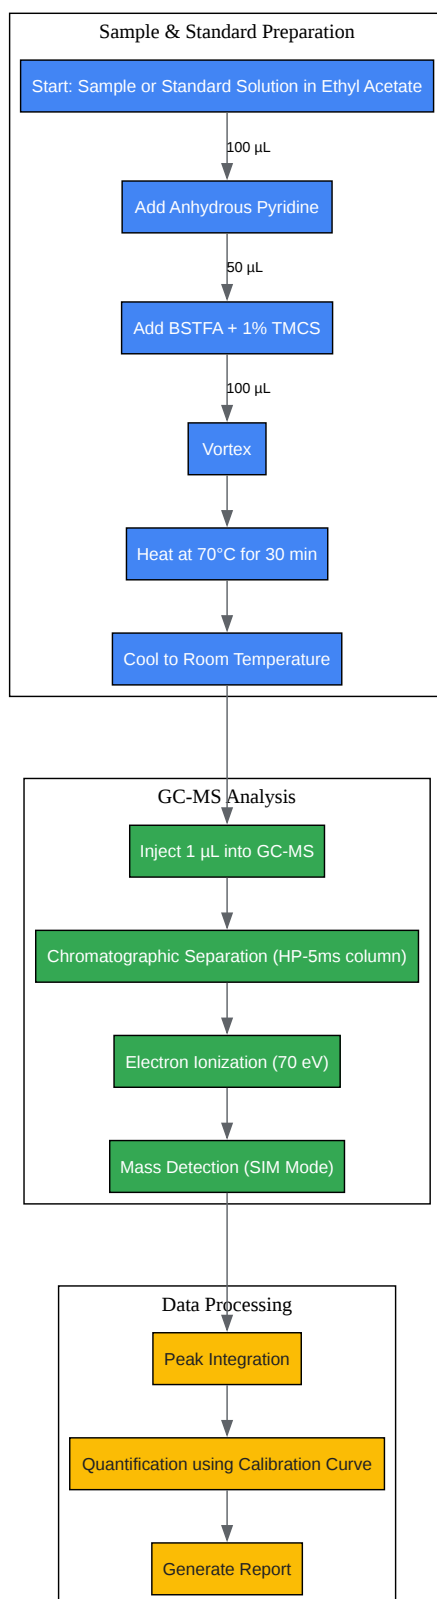 Sample & Standard Preparation
Start: Sample or Standard Solution in Ethyl Acetate
100 µL
Add Anhydrous Pyridine
50 µL
Add BSTFA + 1% TMCS
100 µL
Vortex
Heat at 70°C for 30 min
Cool to Room Temperature
GC-MS Analysis
Inject 1 µL into GC-MS
Chromatographic Separation (HP-5ms column)
Electron Ionization (70 eV)
Mass Detection (SIM Mode)
Data Processing
Peak Integration
Quantification using Calibration Curve
Generate Report